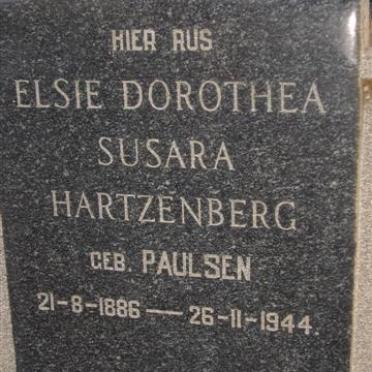 HIER RUS
ELSIE DOROTHEA
SUSARA
HARTZENBERG
GEB. PAULSEN
21-8-1886 — 26-11-1944.